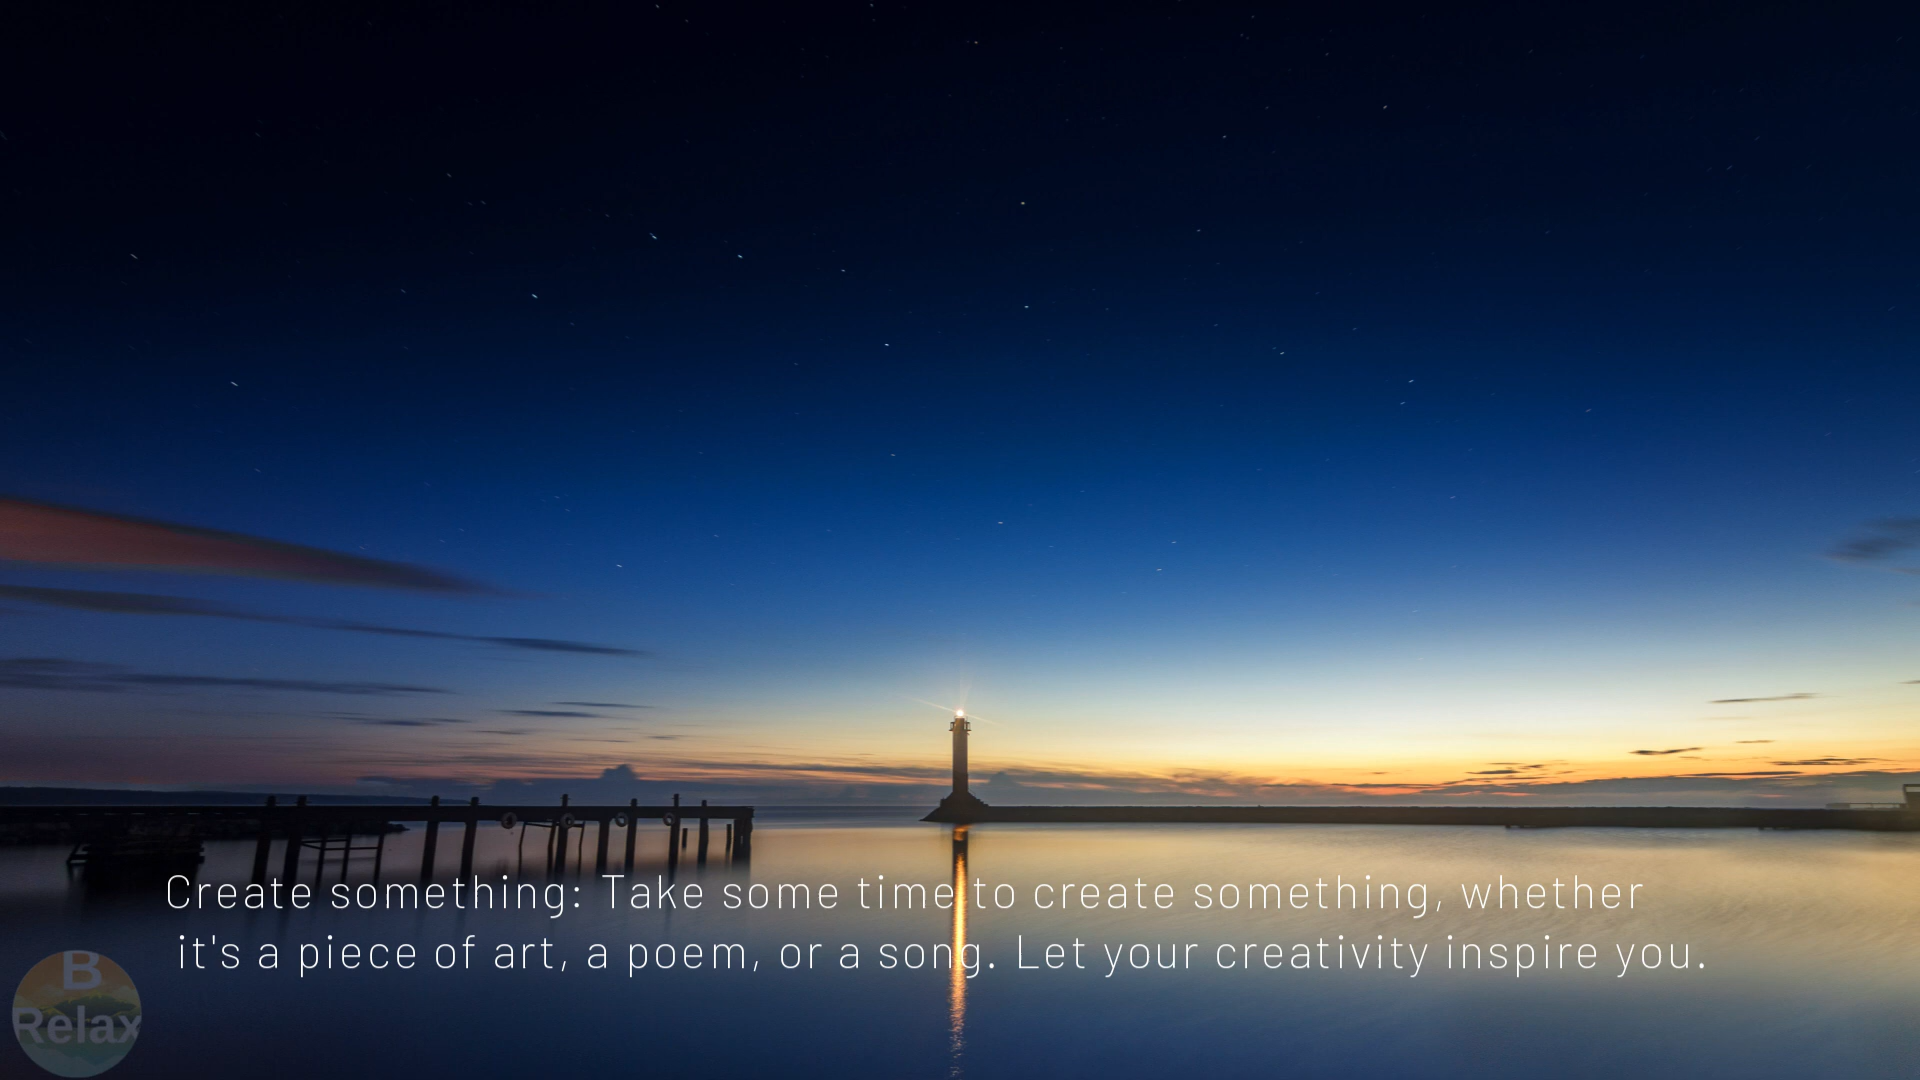 Create something: Take some time to create something, whether
it's a piece of art, a poem, or a song. Let your creativity inspire you.
B
Relax